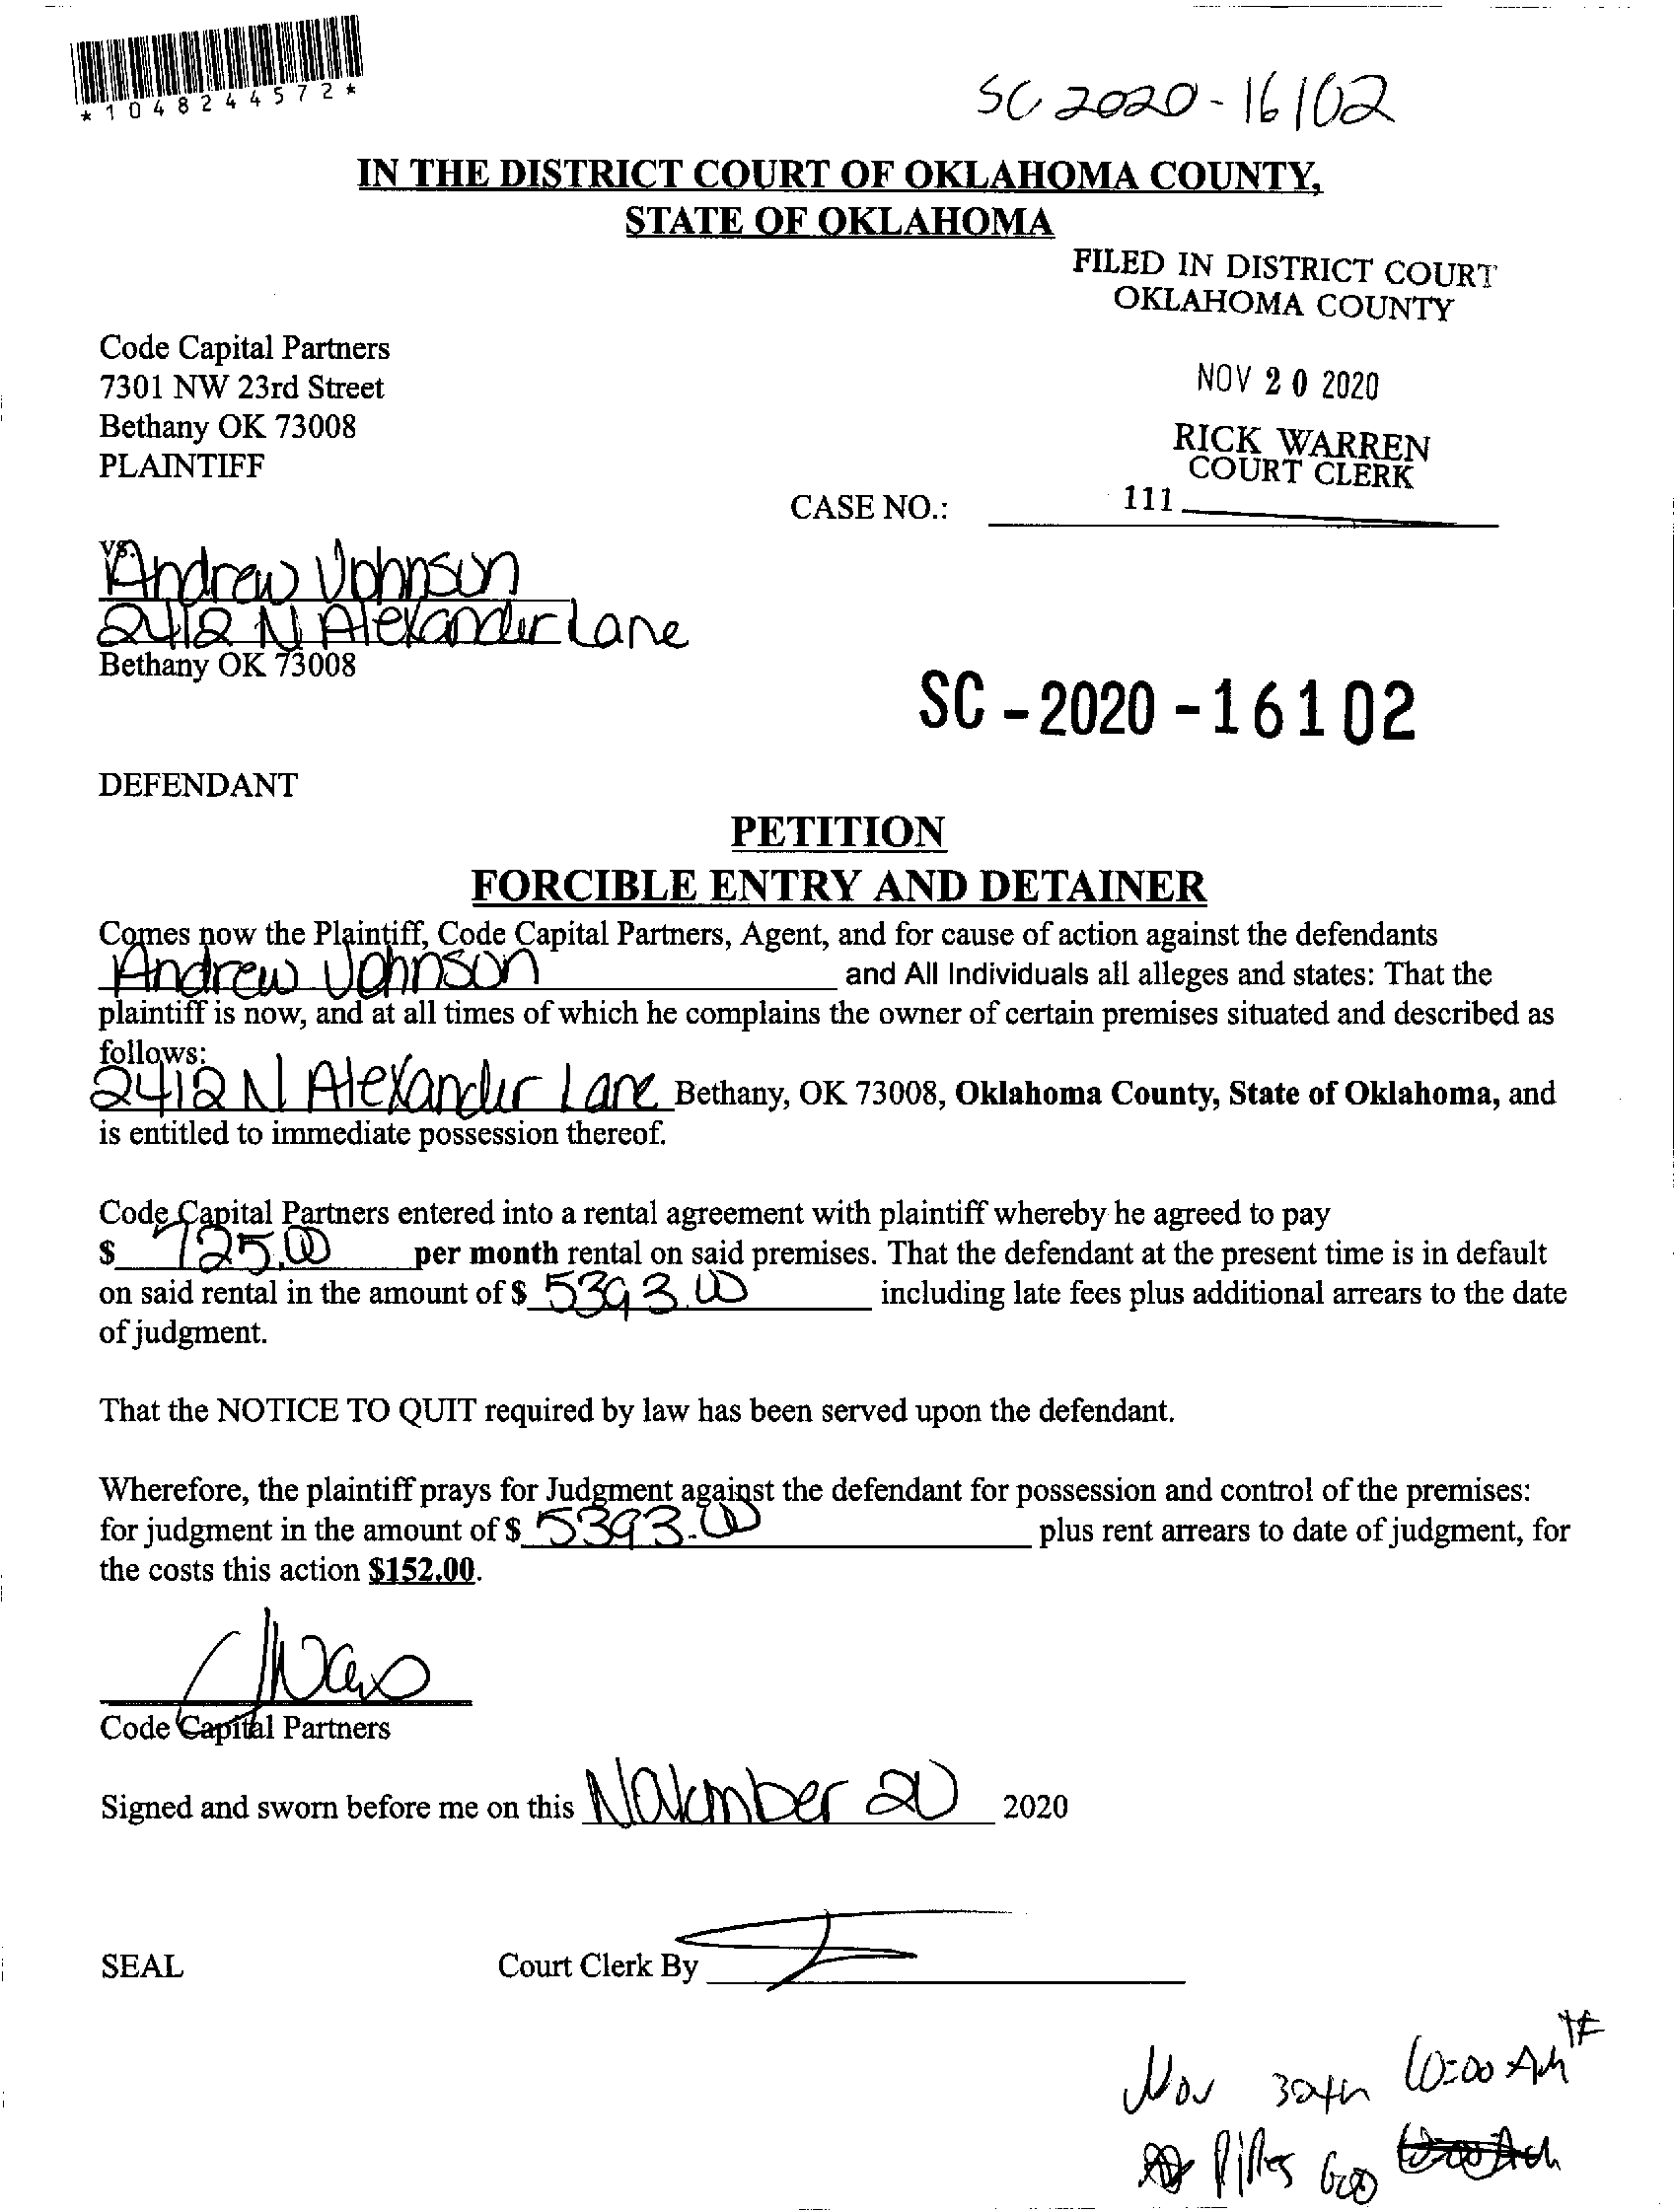 *1048244572*
SC 2020-16102
IN THE DISTRICT COURT OF OKLAHOMA COUNTY,
STATE OF OKLAHOMA
FILED IN DISTRICT COURT
OKLAHOMA COUNTY
Code Capital Partners
7301 NW 23rd Street
Bethany OK 73008
PLAINTIFF
NOV 20 2020
RICK WARREN
COURT CLERK
CASE NO.: 111
vs.
Andrew Johnson
2412 N Alexander Lane
Bethany OK 73008
SC-2020-16102
DEFENDANT
PETITION
FORCIBLE ENTRY AND DETAINER
Comes now the Plaintiff, Code Capital Partners, Agent, and for cause of action against the defendants
Andrew Johnson and All Individuals all alleges and states: That the
plaintiff is now, and at all times of which he complains the owner of certain premises situated and described as
follows:
2412 N Alexander Lane Bethany, OK 73008, Oklahoma County, State of Oklahoma, and
is entitled to immediate possession thereof.
Code Capital Partners entered into a rental agreement with plaintiff whereby he agreed to pay
$ 725.00 per month rental on said premises. That the defendant at the present time is in default
on said rental in the amount of $ 5393.00 including late fees plus additional arrears to the date
of judgment.
That the NOTICE TO QUIT required by law has been served upon the defendant.
Wherefore, the plaintiff prays for Judgment against the defendant for possession and control of the premises:
for judgment in the amount of $ 5393.00 plus rent arrears to date of judgment, for
the costs this action $152.00.
Code Capital Partners
Signed and sworn before me on this November 20 2020
SEAL
Court Clerk By
Nov 30th 10:00 AM